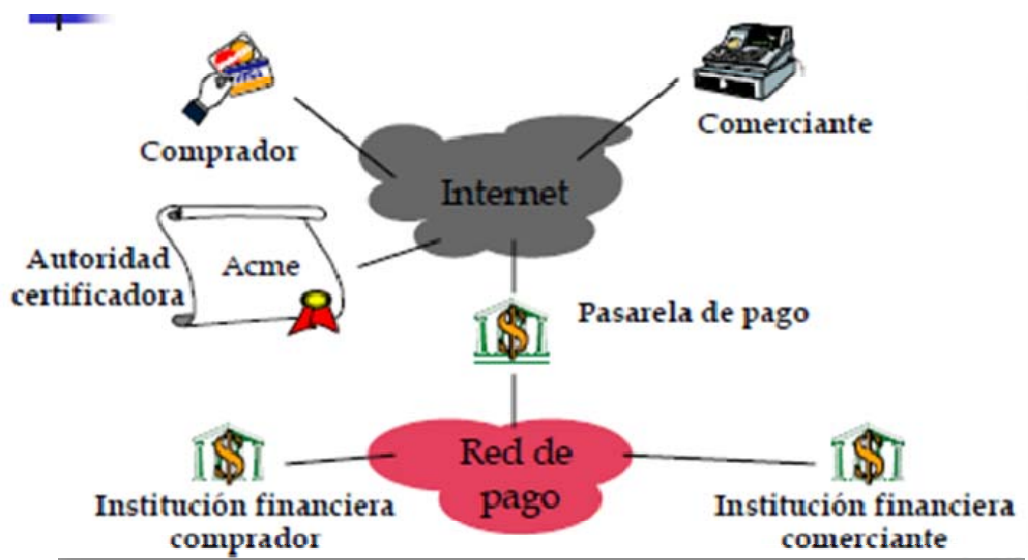 Comprador
Comerciante
Internet
Autoridad
certificadora
Acme
Pasarela de pago
Red de
pago
Institución financiera
comprador
Institución financiera
comerciante